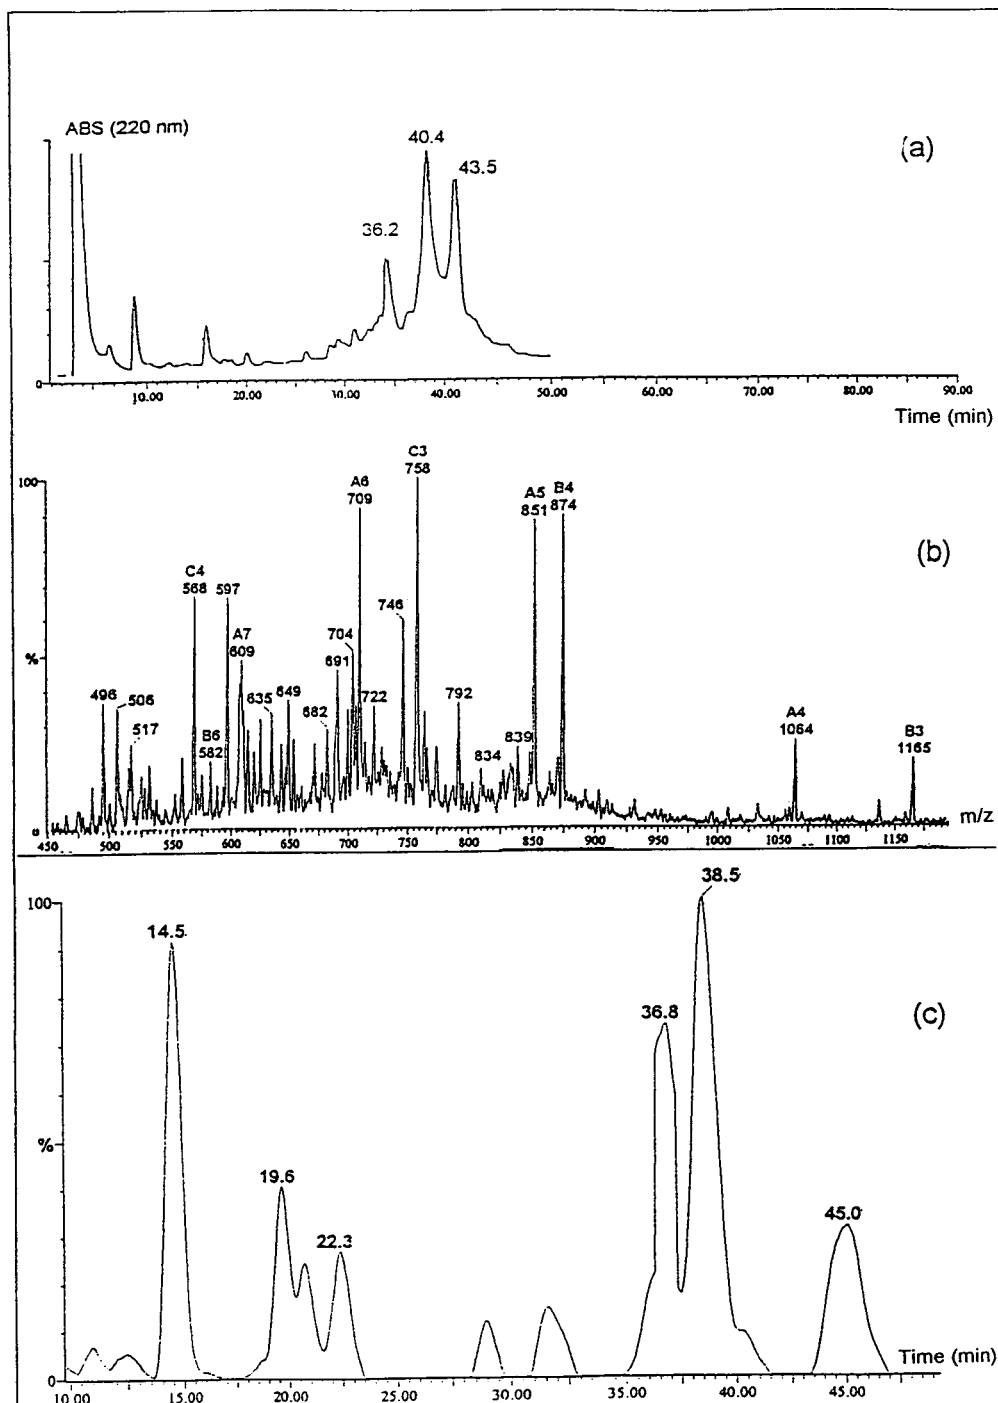 ABS (220 nm)
(a)
40.4
43.5
36.2
0
10.00 20.00 30.00 40.00 50.00 60.00 70.00 80.00 90.00
Time (min)
(b)
C3
758
A6
709
A5
851
B4
874
100
C4
568
597
A7
609
746
704
691
496
506
517
B6
582
635
649
682
722
792
834
839
A4
1064
B3
1165
%
0
m/z
450 500 550 600 650 700 750 800 850 900 950 1000 1050 1100 1150
(c)
38.5
100
14.5
36.8
%
19.6
22.3
45.0
0
Time (min)
10.00 15.00 20.00 25.00 30.00 35.00 40.00 45.00